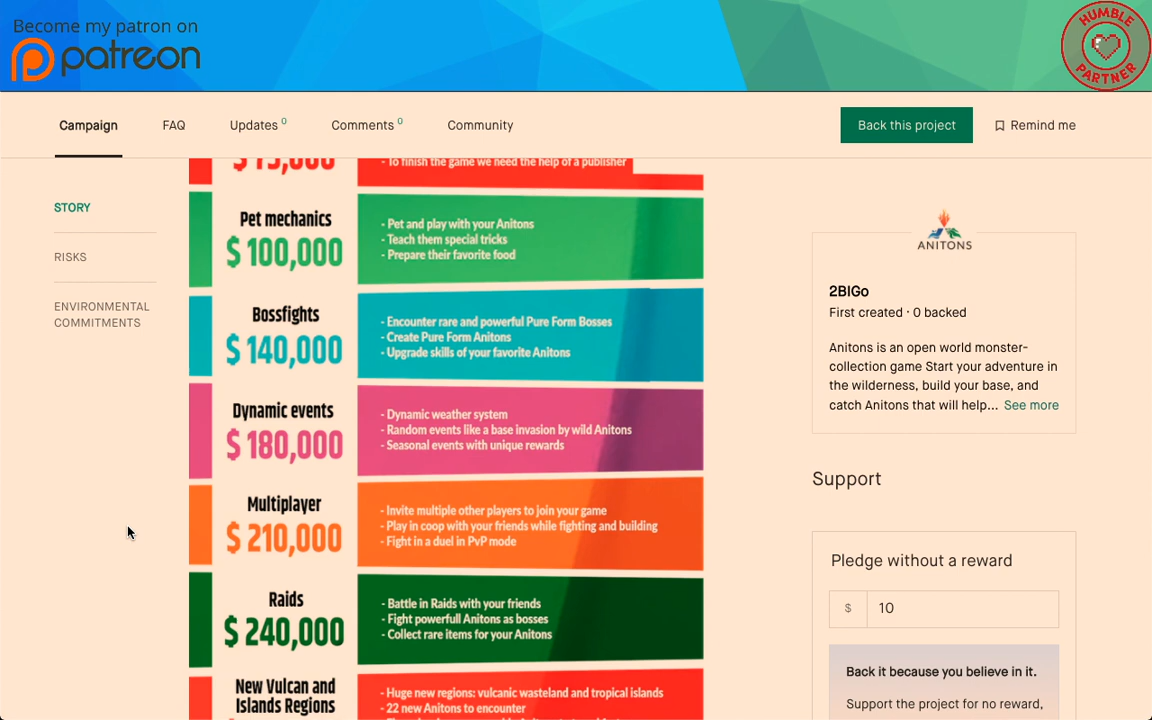 Become my patron on
patreon
HUMBLE
PARTNER
Campaign
FAQ
Updates 0
Comments 0
Community
Back this project
Remind me
STORY
RISKS
ENVIRONMENTAL
COMMITMENTS
- To finish the game we need the help of a publisher
Pet mechanics
$ 100,000
- Pet and play with your Anitons
- Teach them special tricks
- Prepare their favorite food
Bossfights
$ 140,000
- Encounter rare and powerful Pure Form Bosses
- Create Pure Form Anitons
- Upgrade skills of your favorite Anitons
Dynamic events
$ 180,000
- Dynamic weather system
- Random events like a base invasion by wild Anitons
- Seasonal events with unique rewards
Multiplayer
$ 210,000
- Invite multiple other players to join your game
- Play in coop with your friends while fighting and building
- Fight in a duel in PvP mode
Raids
$ 240,000
- Battle in Raids with your friends
- Fight powerfull Anitons as bosses
- Collect rare items for your Anitons
New Vulcan and
Islands Regions
- Huge new regions: vulcanic wasteland and tropical islands
- 22 new Anitons to encounter
ANITONS
2BIGo
First created · 0 backed
Anitons is an open world monster-
collection game Start your adventure in
the wilderness, build your base, and
catch Anitons that will help... See more
Support
Pledge without a reward
$ 10
Back it because you believe in it.
Support the project for no reward,